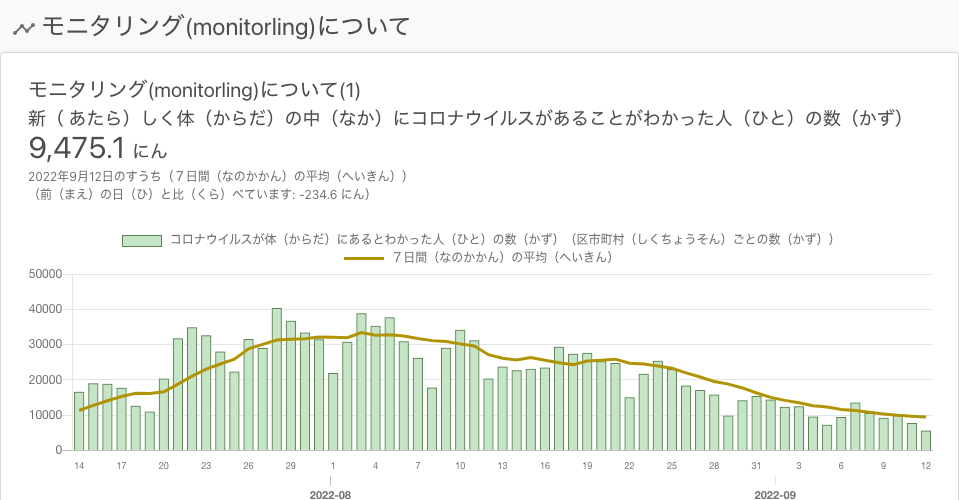 モニタリング(monitorling)について
モニタリング(monitorling)について(1)
新（ あたら）しく体（からだ）の中（なか）にコロナウイルスがあることがわかった人（ひと）の数（かず）
9,475.1 にん
2022年9月12日のすうち（７日間（なのかかん）の平均（へいきん））
（前（まえ）の日（ひ）と比（くら）べています: -234.6 にん）
コロナウイルスが体（からだ）にあるとわかった人（ひと）の数（かず）（区市町村（しくちょうそん）ごとの数（かず））
７日間（なのかかん）の平均（へいきん）
50000
40000
30000
20000
10000
0
14 17 20 23 26 29 1 4 7 10 13 16 19 22 25 28 31 3 6 9 12
2022-08 2022-09